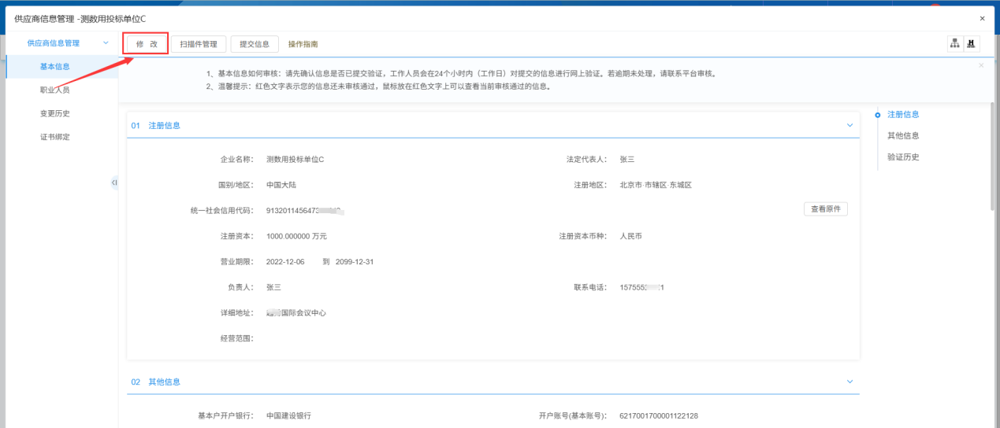 供应商信息管理 -测数用投标单位C
×
供应商信息管理
修 改 扫描件管理 提交信息 操作指南
基本信息
职业人员
变更历史
证书绑定
1、基本信息如何审核：请先确认信息是否已提交验证，工作人员会在24个小时内（工作日）对提交的信息进行网上验证。若逾期未处理，请联系平台审核。
2、温馨提示：红色文字表示您的信息还未审核通过，鼠标放在红色文字上可以查看当前审核通过的信息。
01 注册信息
企业名称： 测数用投标单位C 法定代表人： 张三
国别/地区： 中国大陆 注册地区： 北京市·市辖区·东城区
统一社会信用代码： 9132011456473 查看原件
注册资本： 1000.000000 万元 注册资本币种： 人民币
营业期限： 2022-12-06 到 2099-12-31
负责人： 张三 联系电话： 157555 1
详细地址： 国际会议中心
经营范围：
02 其他信息
基本户开户银行： 中国建设银行 开户账号(基本账号)： 6217001700001122128
注册信息
其他信息
验证历史